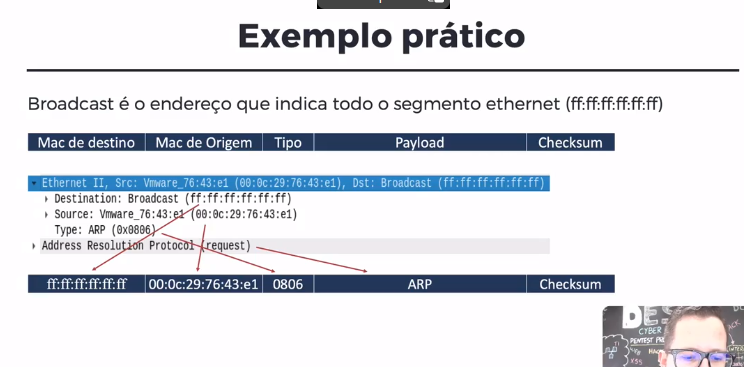 Exemplo prático
Broadcast é o endereço que indica todo o segmento ethernet (ff:ff:ff:ff:ff:ff)
Mac de destino Mac de Origem Tipo Payload Checksum
Ethernet II, Src: Vmware_76:43:e1 (00:0c:29:76:43:e1), Dst: Broadcast (ff:ff:ff:ff:ff:ff)
Destination: Broadcast (ff:ff:ff:ff:ff:ff)
Source: Vmware_76:43:e1 (00:0c:29:76:43:e1)
Type: ARP (0x0806)
Address Resolution Protocol (request)
ff:ff:ff:ff:ff:ff 00:0c:29:76:43:e1 0806 ARP Checksum
CYBER
PENTEST
XSS